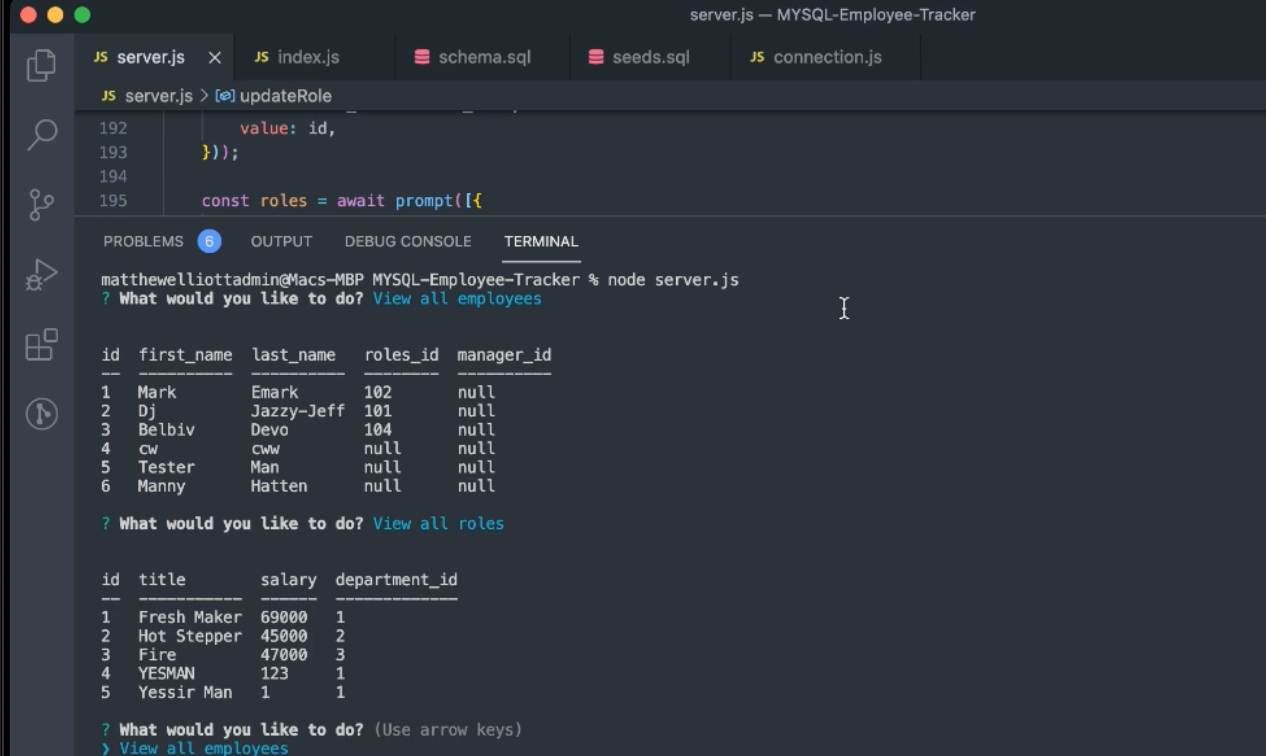 server.js — MYSQL-Employee-Tracker
JS server.js × JS index.js schema.sql seeds.sql JS connection.js
JS server.js > updateRole
192 value: id,
193 }));
194
195 const roles = await prompt([{
PROBLEMS 6 OUTPUT DEBUG CONSOLE TERMINAL
matthewelliottadmin@Macs-MBP MYSQL-Employee-Tracker % node server.js
? What would you like to do? View all employees
id first_name last_name roles_id manager_id
-- ---------- ---------- -------- ----------
1 Mark Emark 102 null
2 Dj Jazzy-Jeff 101 null
3 Belbiv Devo 104 null
4 cw cww null null
5 Tester Man null null
6 Manny Hatten null null
? What would you like to do? View all roles
id title salary department_id
-- ----------- ------ -------------
1 Fresh Maker 69000 1
2 Hot Stepper 45000 2
3 Fire 47000 3
4 YESMAN 123 1
5 Yessir Man 1 1
? What would you like to do? (Use arrow keys)
❯ View all employees